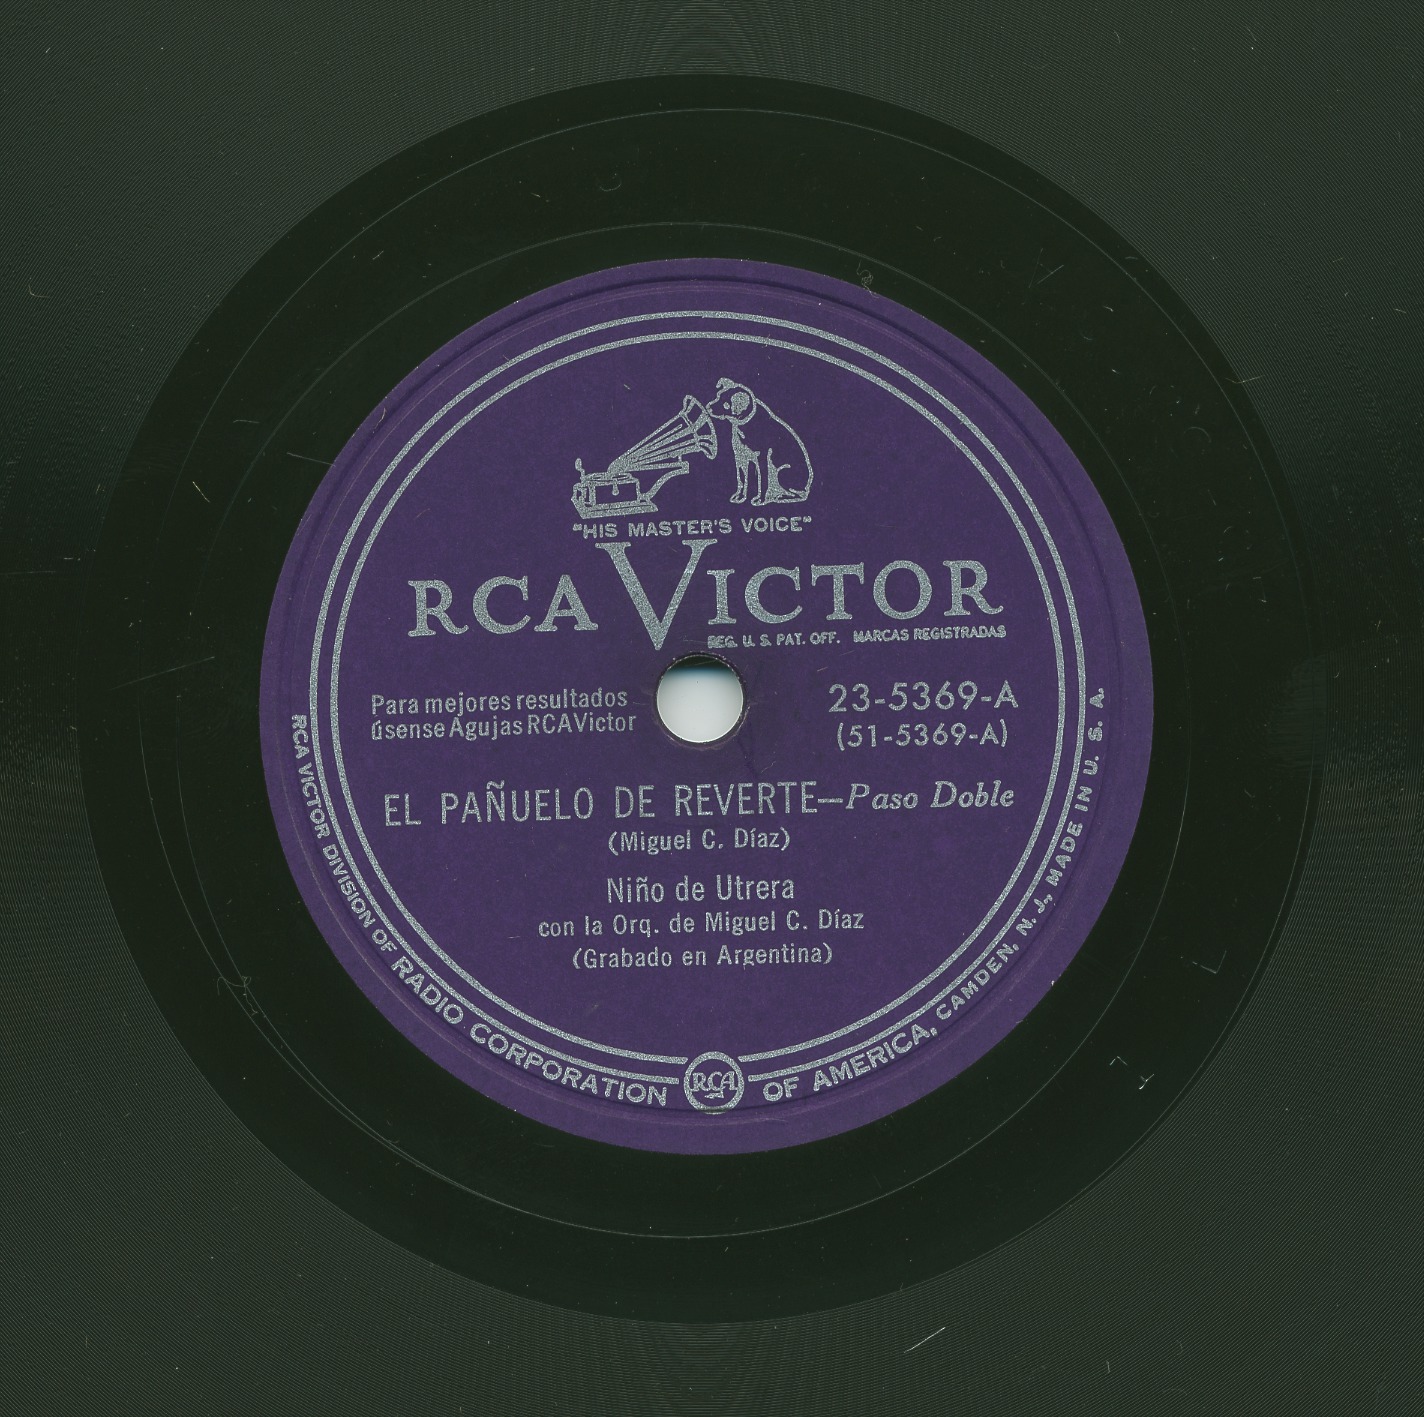 "HIS MASTER'S VOICE"
RCA VICTOR
REG. U. S. PAT. OFF. MARCAS REGISTRADAS
Para mejores resultados
úsense Agujas RCA Victor
23-5369-A
(51-5369-A)
EL PAÑUELO DE REVERTE—Paso Doble
(Miguel C. Díaz)
Niño de Utrera
con la Orq. de Miguel C. Díaz
(Grabado en Argentina)
RCA VICTOR DIVISION OF RADIO CORPORATION RCA OF AMERICA, CAMDEN, N. J., MADE IN U. S. A.